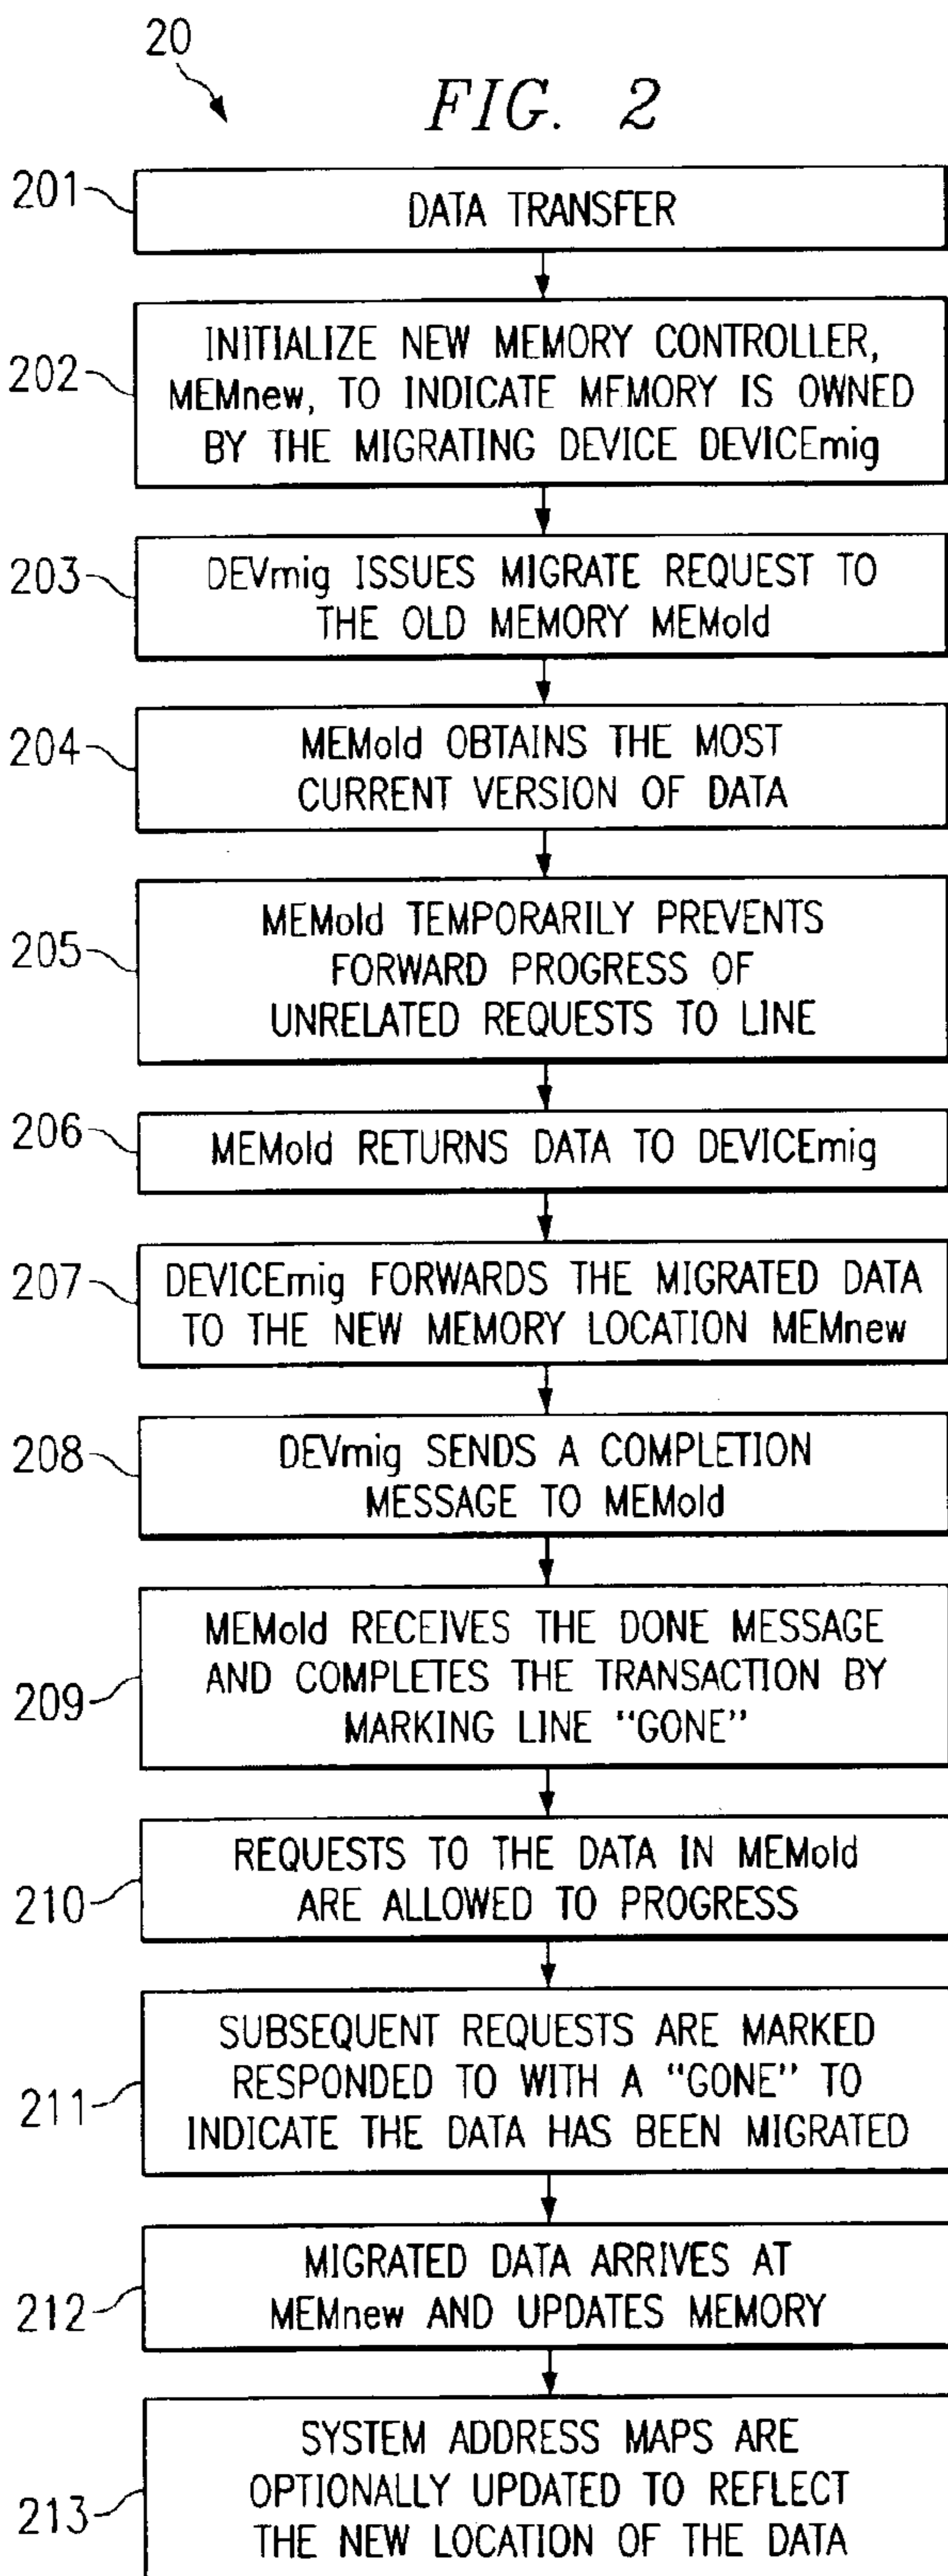 20
FIG. 2
201
DATA TRANSFER
202
INITIALIZE NEW MEMORY CONTROLLER,
MEMnew, TO INDICATE MEMORY IS OWNED
BY THE MIGRATING DEVICE DEVICEmig
203
DEVmig ISSUES MIGRATE REQUEST TO
THE OLD MEMORY MEMold
204
MEMold OBTAINS THE MOST
CURRENT VERSION OF DATA
205
MEMold TEMPORARILY PREVENTS
FORWARD PROGRESS OF
UNRELATED REQUESTS TO LINE
206
MEMold RETURNS DATA TO DEVICEmig
207
DEVICEmig FORWARDS THE MIGRATED DATA
TO THE NEW MEMORY LOCATION MEMnew
208
DEVmig SENDS A COMPLETION
MESSAGE TO MEMold
209
MEMold RECEIVES THE DONE MESSAGE
AND COMPLETES THE TRANSACTION BY
MARKING LINE "GONE"
210
REQUESTS TO THE DATA IN MEMold
ARE ALLOWED TO PROGRESS
211
SUBSEQUENT REQUESTS ARE MARKED
RESPONDED TO WITH A "GONE" TO
INDICATE THE DATA HAS BEEN MIGRATED
212
MIGRATED DATA ARRIVES AT
MEMnew AND UPDATES MEMORY
213
SYSTEM ADDRESS MAPS ARE
OPTIONALLY UPDATED TO REFLECT
THE NEW LOCATION OF THE DATA